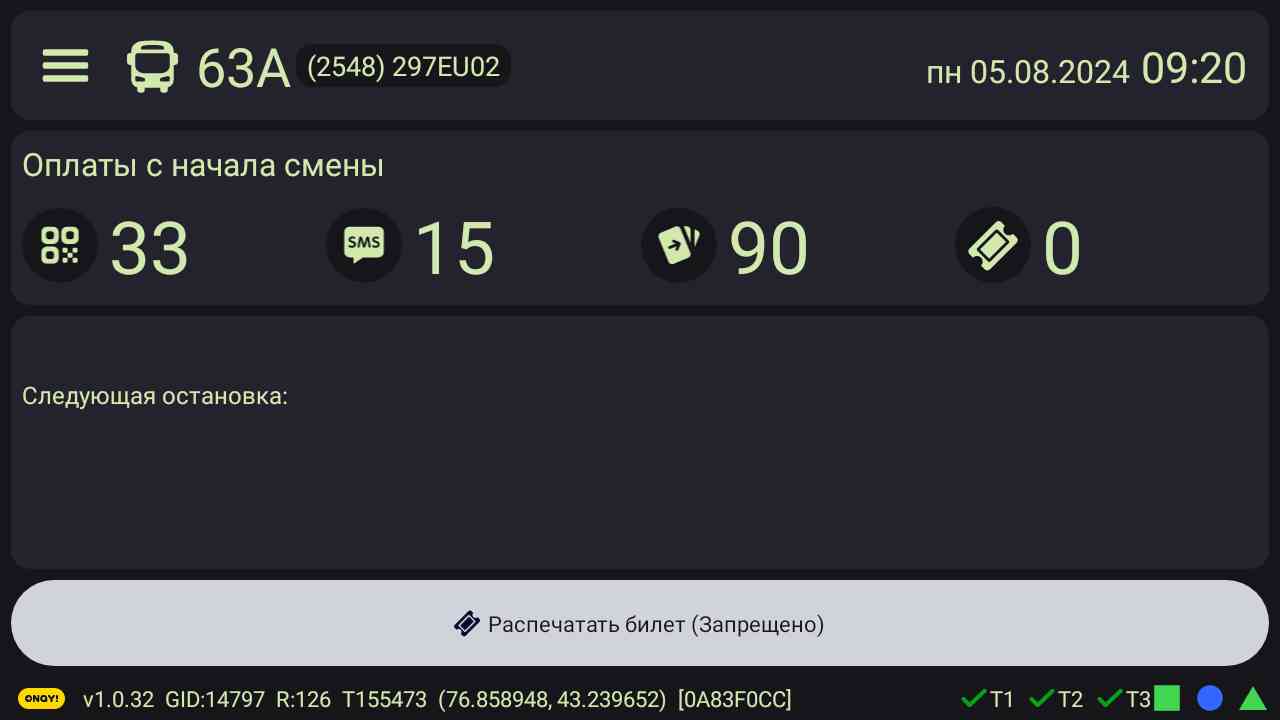 63A (2548) 297EU02 пн 05.08.2024 09:20
Оплаты с начала смены
33 SMS 15 90 0
Следующая остановка:
Распечатать билет (Запрещено)
ONAY! v1.0.32 GID:14797 R:126 T155473 (76.858948, 43.239652) [0A83F0CC] T1 T2 T3